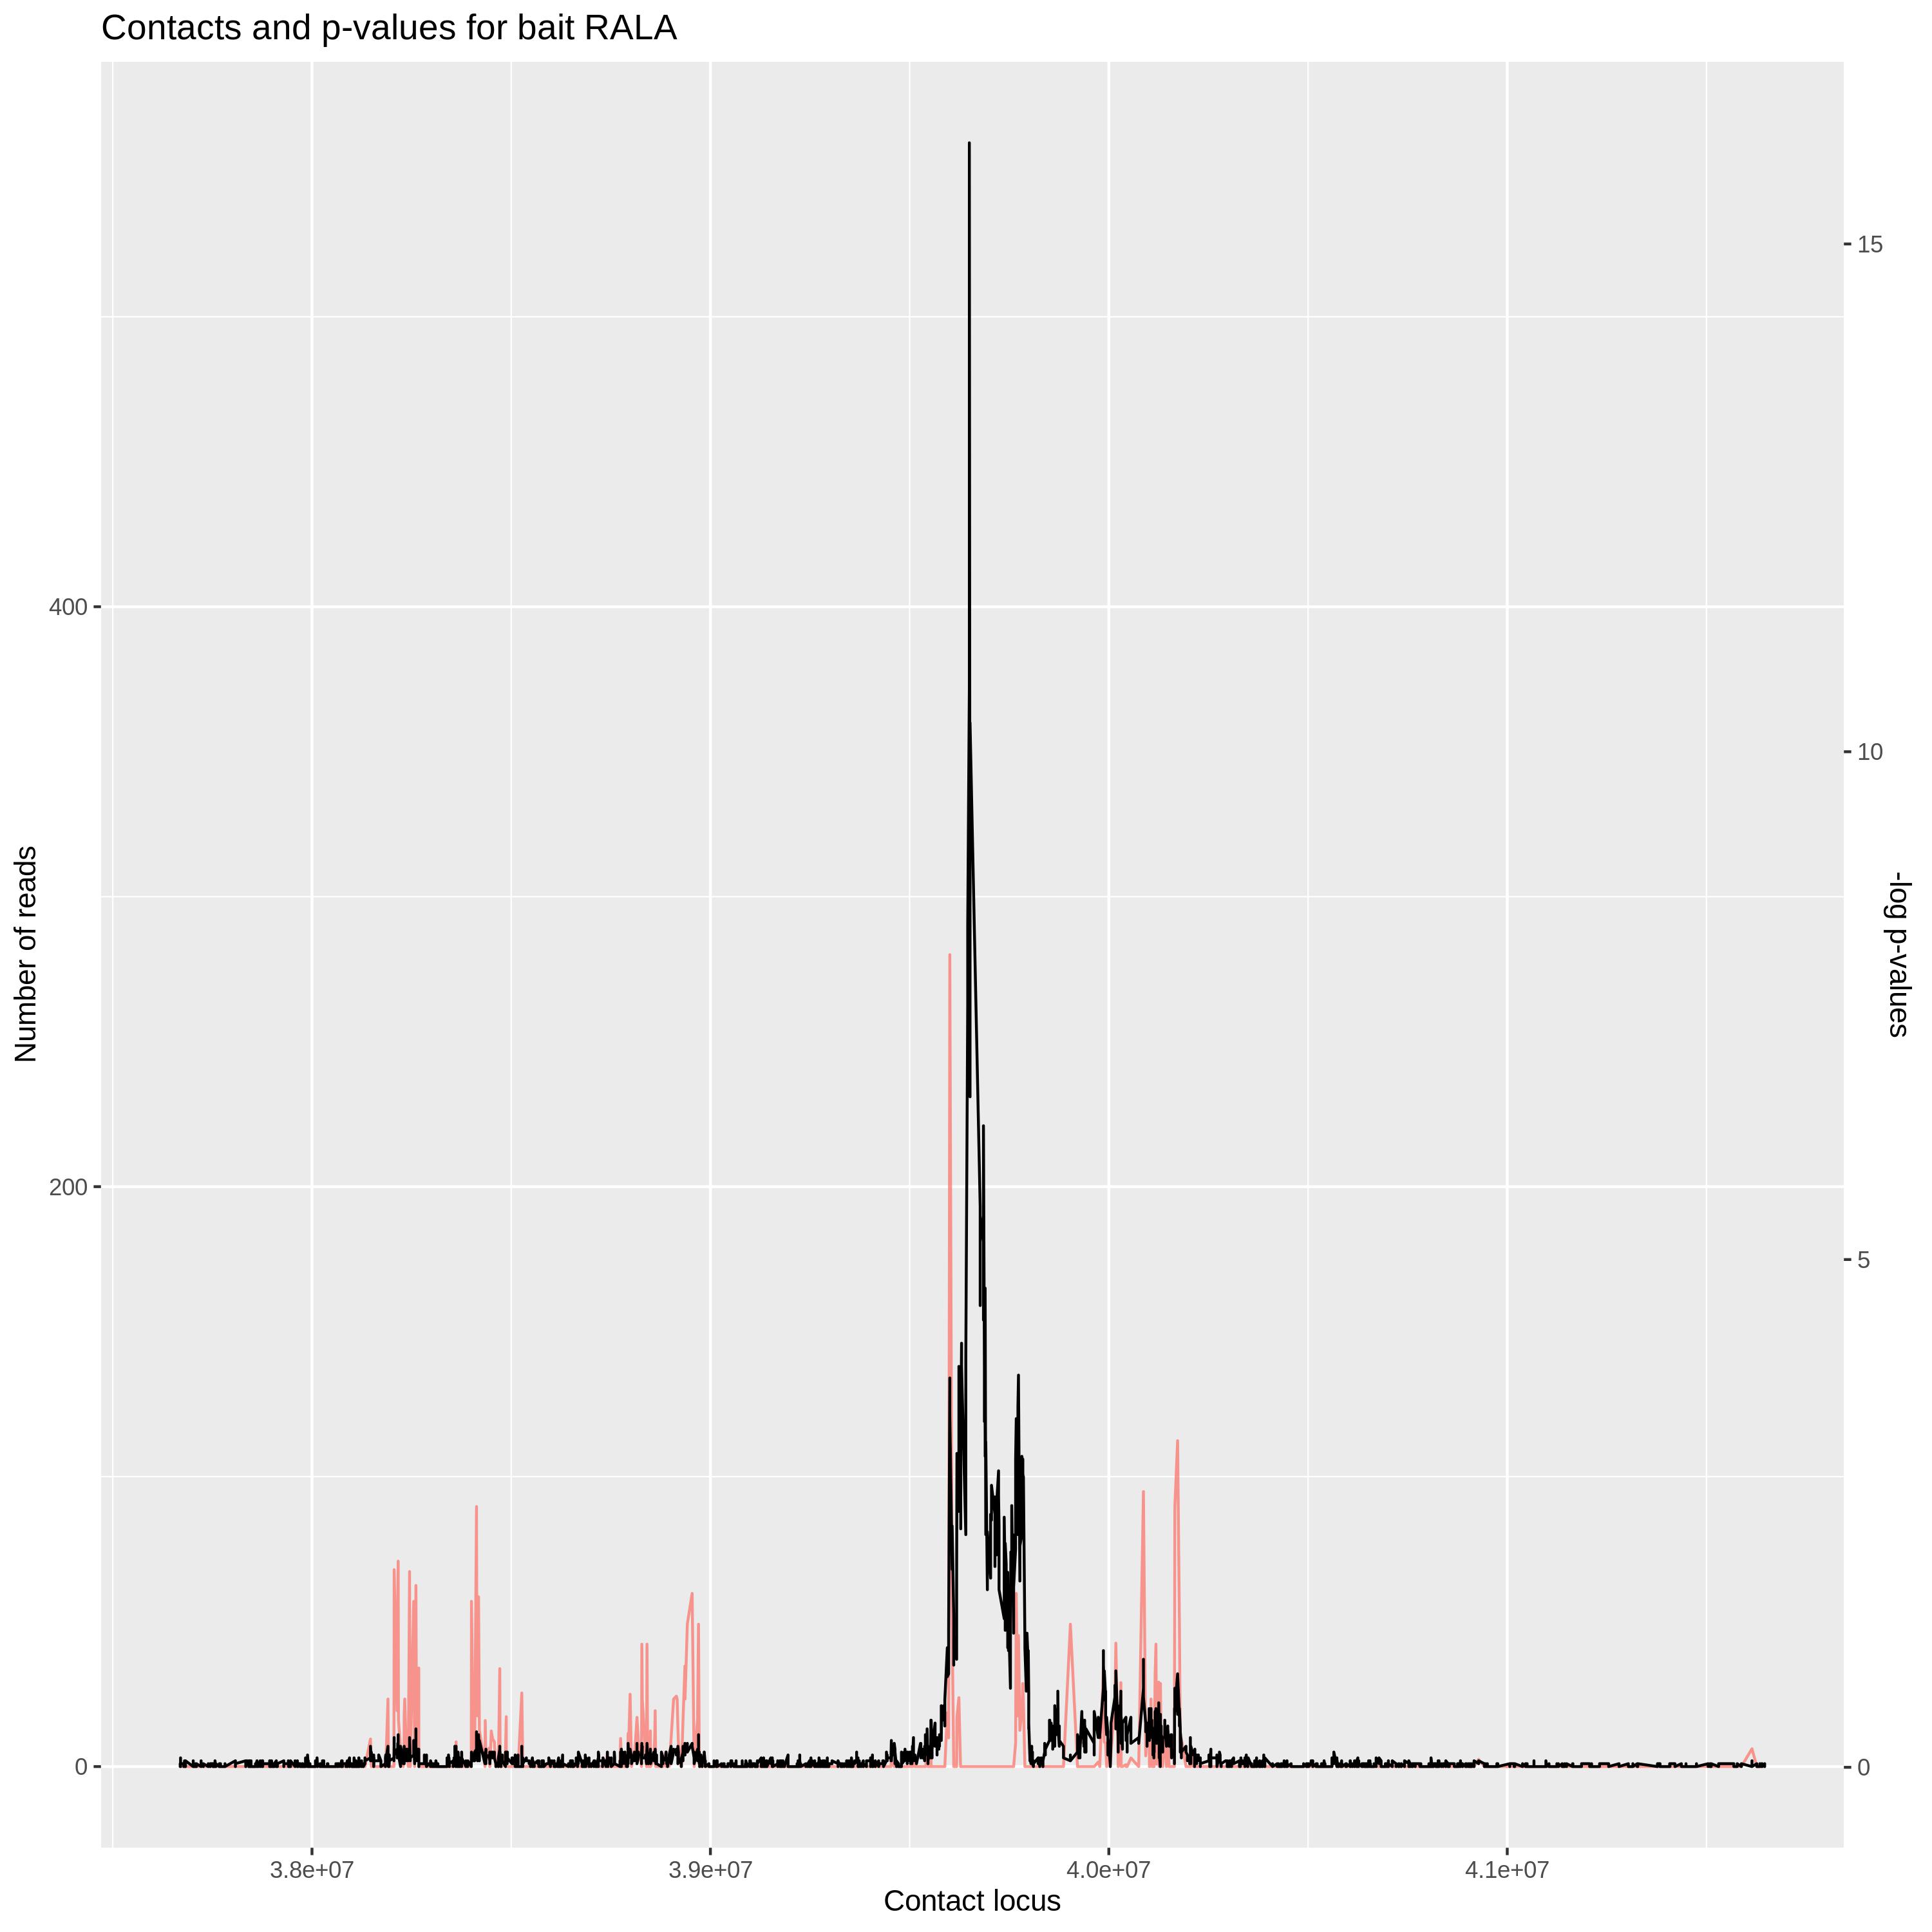 Contacts and p-values for bait RALA
15
400
10
Number of reads
-log p-values
200
5
0
0
3.8e+07
3.9e+07
4.0e+07
4.1e+07
Contact locus